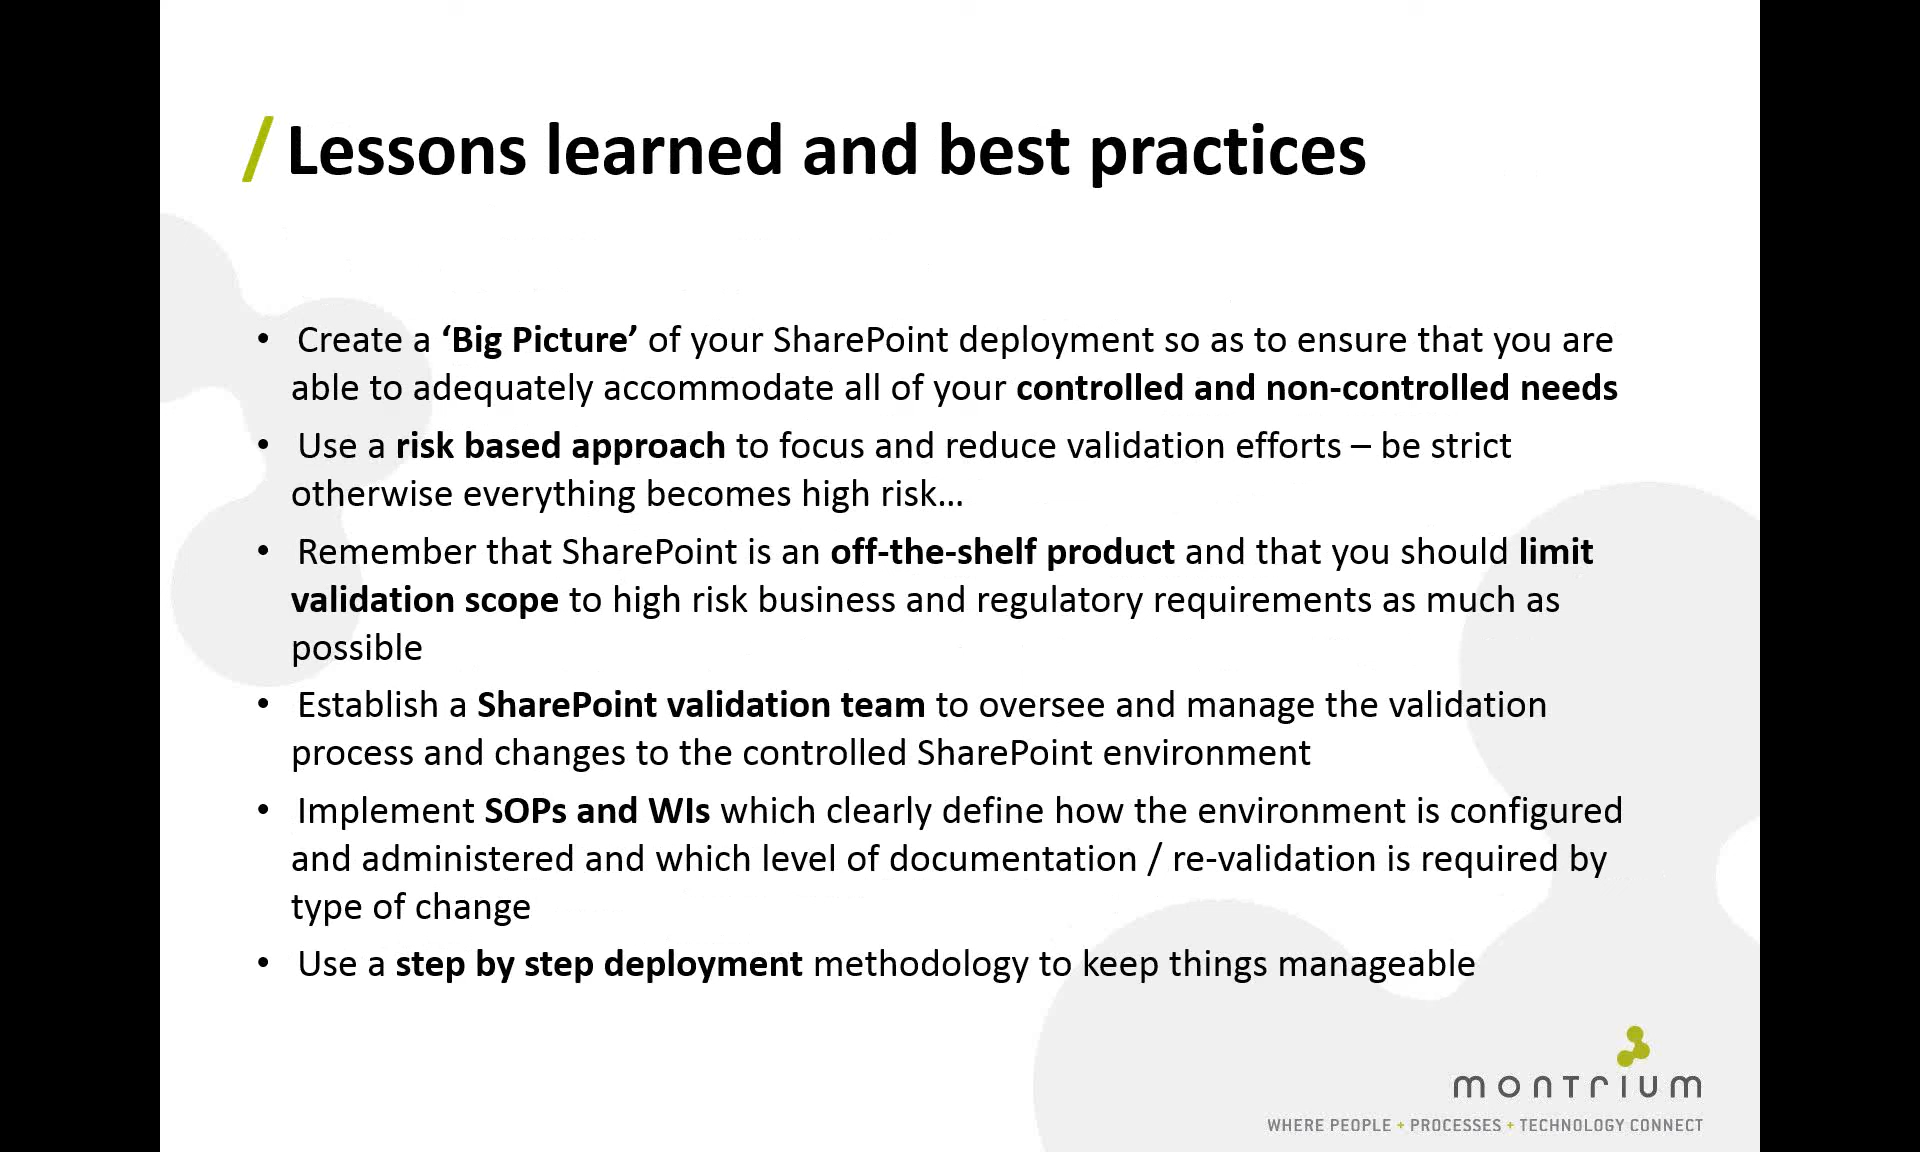 / Lessons learned and best practices
• Create a ‘Big Picture’ of your SharePoint deployment so as to ensure that you are
able to adequately accommodate all of your controlled and non-controlled needs
• Use a risk based approach to focus and reduce validation efforts – be strict
otherwise everything becomes high risk…
• Remember that SharePoint is an off-the-shelf product and that you should limit
validation scope to high risk business and regulatory requirements as much as
possible
• Establish a SharePoint validation team to oversee and manage the validation
process and changes to the controlled SharePoint environment
• Implement SOPs and WIs which clearly define how the environment is configured
and administered and which level of documentation / re-validation is required by
type of change
• Use a step by step deployment methodology to keep things manageable
montrium
WHERE PEOPLE + PROCESSES + TECHNOLOGY CONNECT